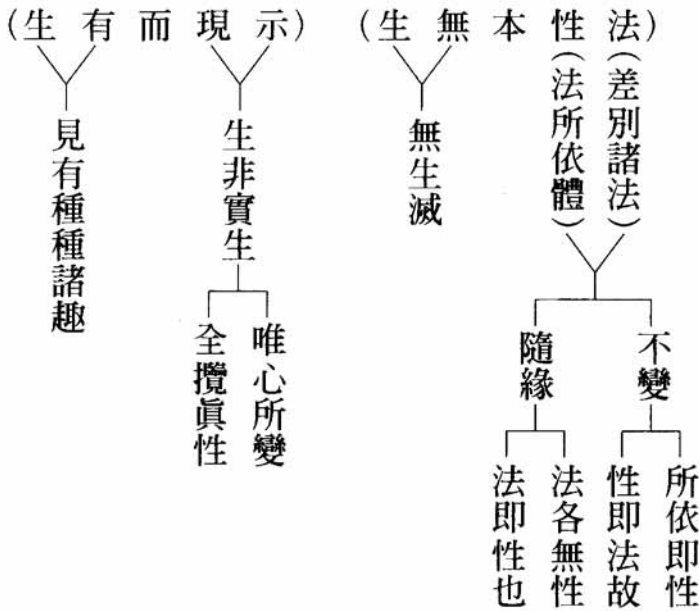 法性本無生
示現而有生
(差別諸法)
(法所依體)
不變
所依即性
性即法故
隨緣
法各無性
法即性也
無生滅
生非實生
唯心所變
全攬眞性
見有種種諸趣